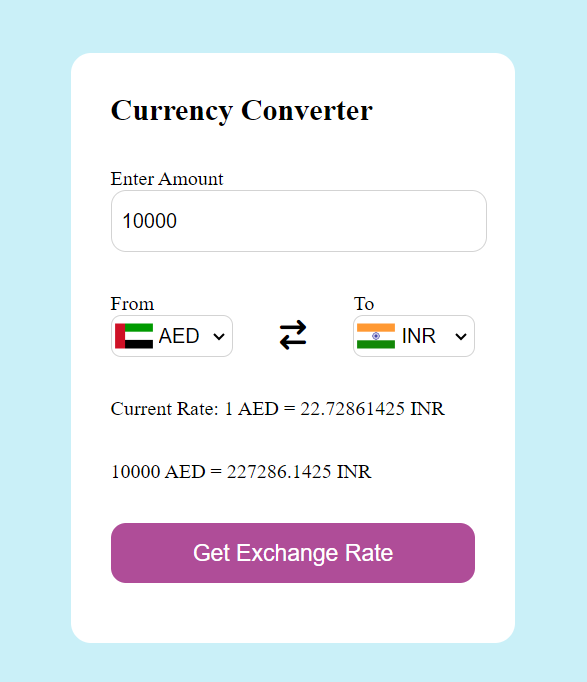 Currency Converter
Enter Amount
10000
From To
AED INR
Current Rate: 1 AED = 22.72861425 INR
10000 AED = 227286.1425 INR
Get Exchange Rate